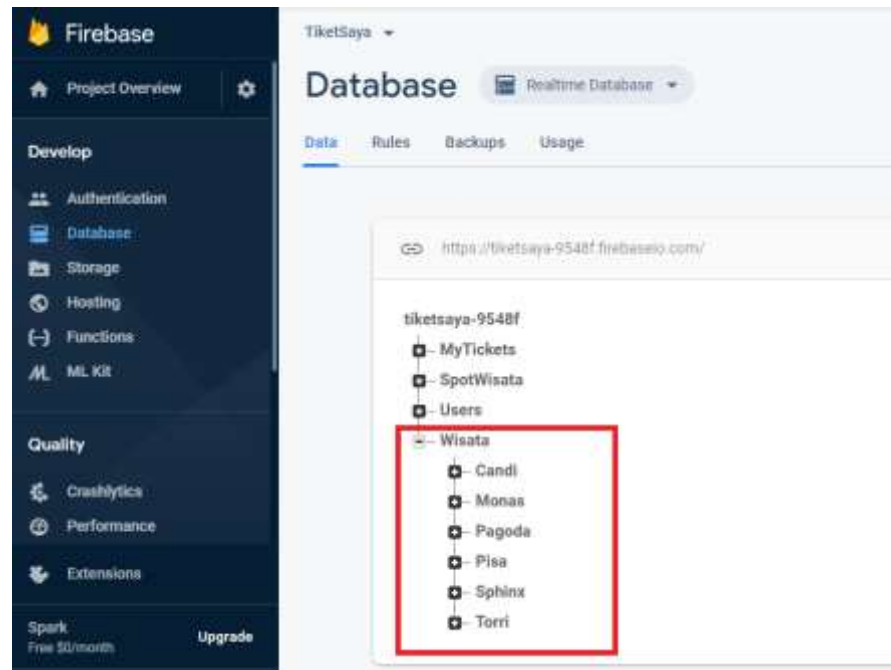 Firebase
Project Overview
Develop
Authentication
Database
Storage
Hosting
Functions
ML Kit
Quality
Crashlytics
Performance
Extensions
Spark
Free $0/month
Upgrade
TiketSaya
Database
Realtime Database
Data Rules Backups Usage
https://tiketsaya-9548f.firebaseio.com/
tiketsaya-9548f
MyTickets
SpotWisata
Users
Wisata
Candi
Monas
Pagoda
Pisa
Sphinx
Torri